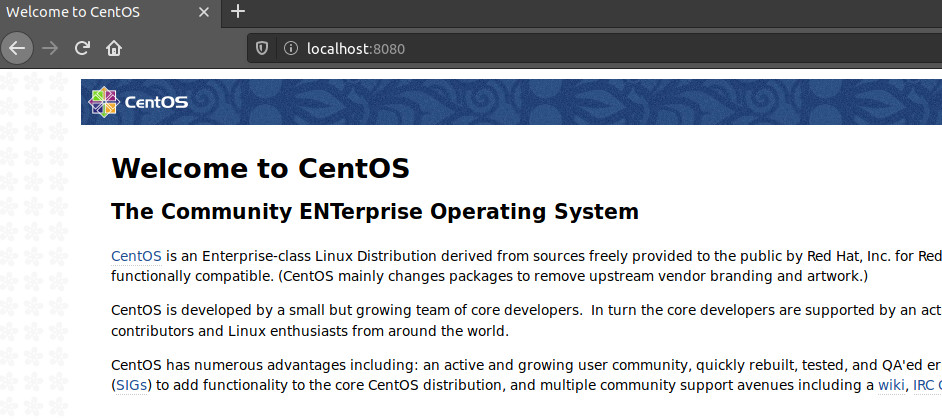 Welcome to CentOS
localhost:8080
CentOS
Welcome to CentOS
The Community ENTerprise Operating System
CentOS is an Enterprise-class Linux Distribution derived from sources freely provided to the public by Red Hat, Inc. for Red
functionally compatible. (CentOS mainly changes packages to remove upstream vendor branding and artwork.)
CentOS is developed by a small but growing team of core developers.  In turn the core developers are supported by an act
contributors and Linux enthusiasts from around the world.
CentOS has numerous advantages including: an active and growing user community, quickly rebuilt, tested, and QA'ed er
(SIGs) to add functionality to the core CentOS distribution, and multiple community support avenues including a wiki, IRC